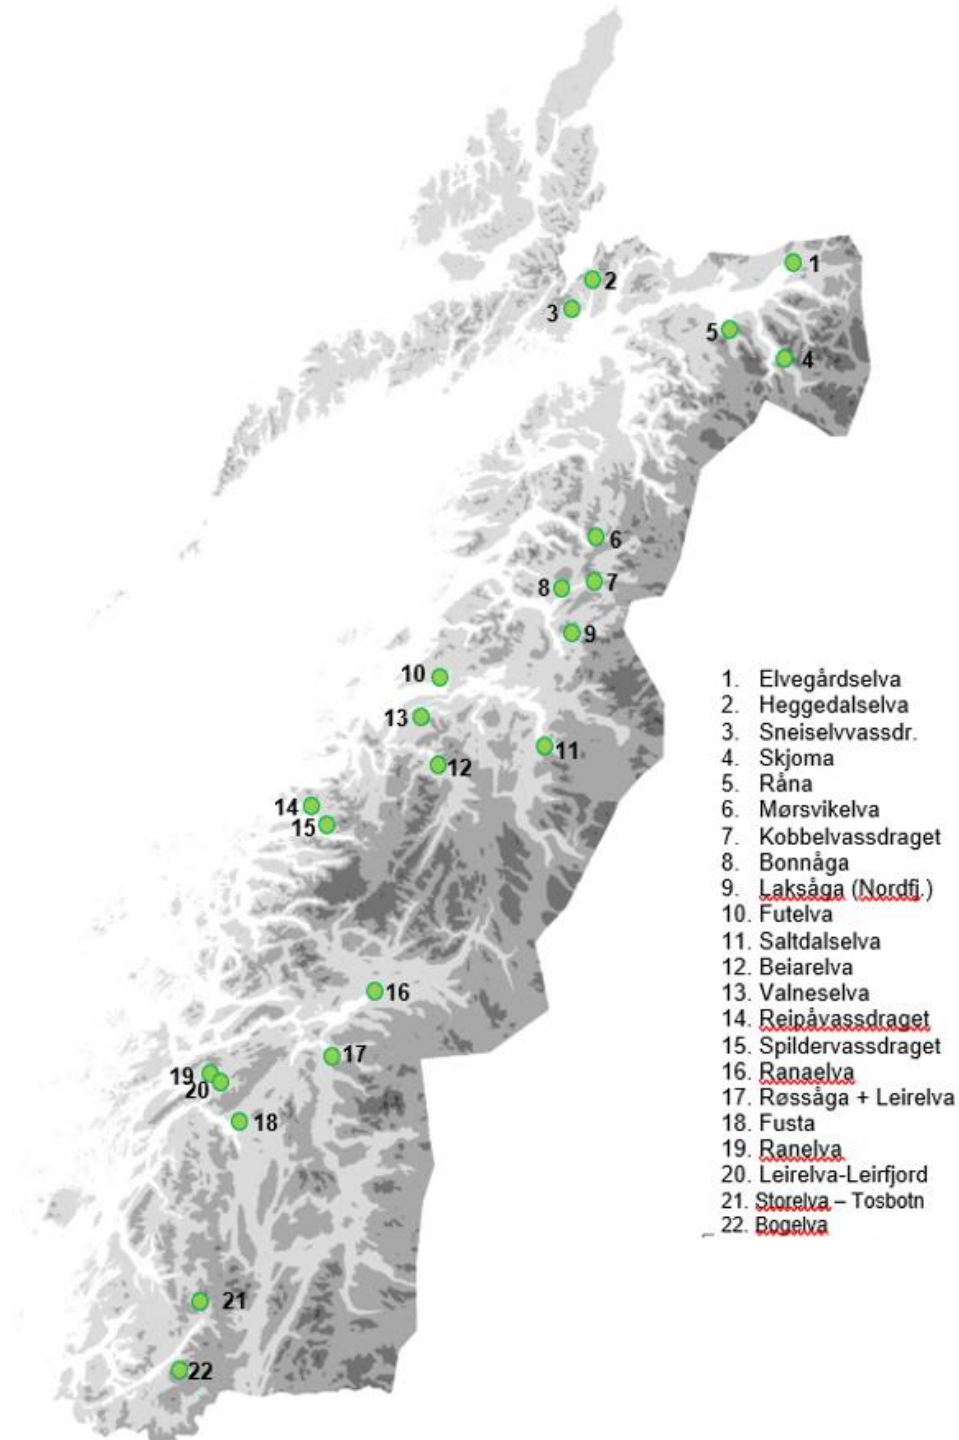 1
2
3
5
4
6
7
8
9
10
13
11
12
14
15
16
17
19
20
18
21
22
1. Elvegårdselva
2. Heggedalselva
3. Sneiselvvassdr.
4. Skjoma
5. Råna
6. Mørsvikelva
7. Kobbelvassdraget
8. Bonnåga
9. Laksåga (Nordfj.)
10. Futelva
11. Saltdalselva
12. Beiarelva
13. Valneselva
14. Reipåvassdraget
15. Spildervassdraget
16. Ranaelva
17. Røssåga + Leirelva
18. Fusta
19. Ranelva
20. Leirelva-Leirfjord
21. Storelva – Tosbotn
22. Bogelva